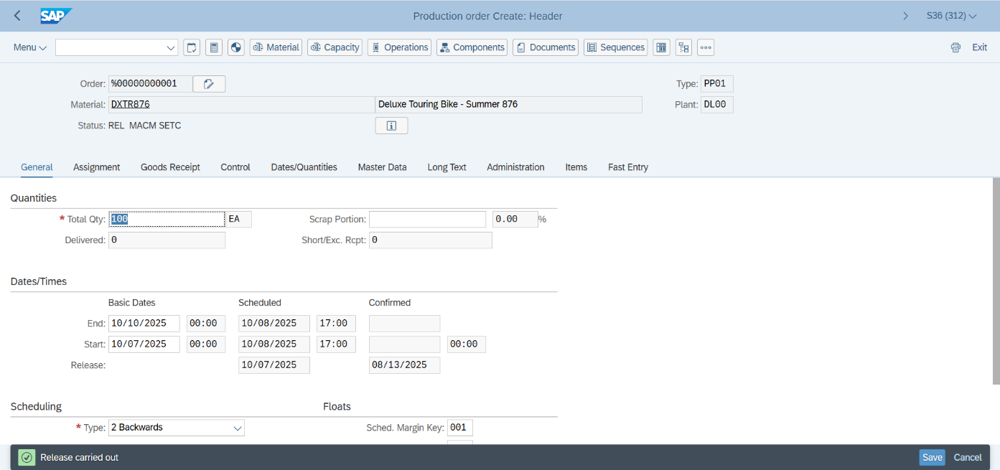 SAP Production order Create: Header S36 (312)
Menu Material Capacity Operations Components Documents Sequences Exit
Order: %00000000001 Type: PP01
Material: DXTR876 Deluxe Touring Bike - Summer 876 Plant: DL00
Status: REL MACM SETC
General Assignment Goods Receipt Control Dates/Quantities Master Data Long Text Administration Items Fast Entry
Quantities
* Total Qty: 100 EA Scrap Portion: 0.00 %
Delivered: 0 Short/Exc. Rcpt: 0
Dates/Times
Basic Dates Scheduled Confirmed
End: 10/10/2025 00:00 10/08/2025 17:00
Start: 10/07/2025 00:00 10/08/2025 17:00 00:00
Release: 10/07/2025 08/13/2025
Scheduling Floats
* Type: 2 Backwards Sched. Margin Key: 001
Release carried out Save Cancel